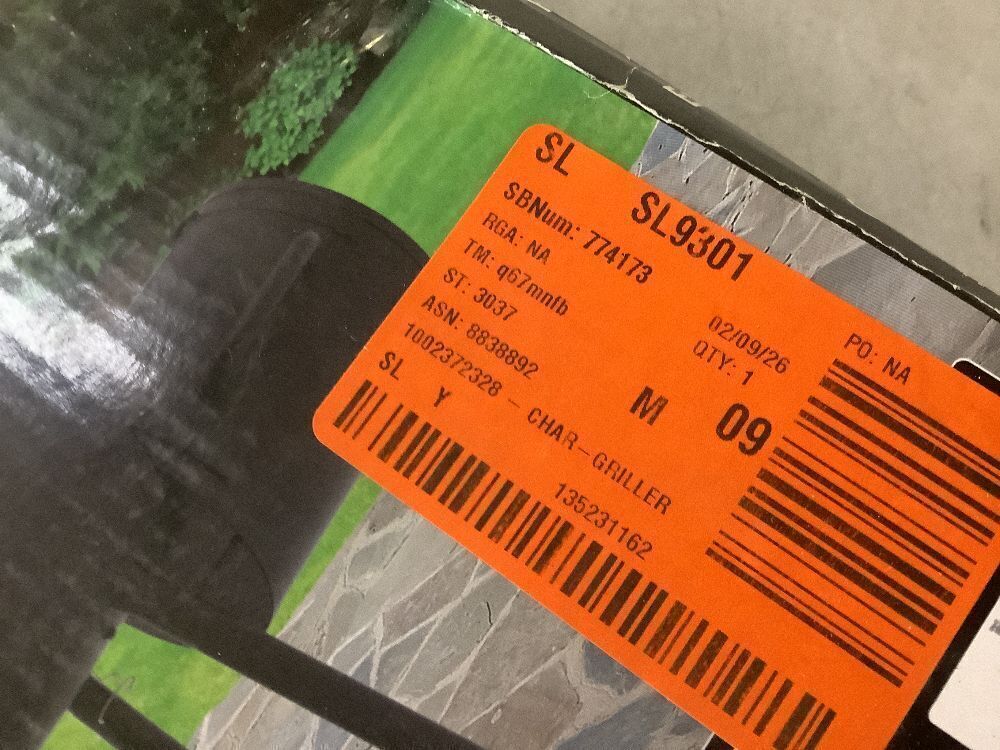 SL
SL9301
SBNum: 774173
RGA: NA
TM: q67mnfb
ST: 3037
ASN: 8838892
02/09/26
QTY: 1
PO: NA
1002372328 - CHAR-GRILLER
M 09
SL Y
135231162